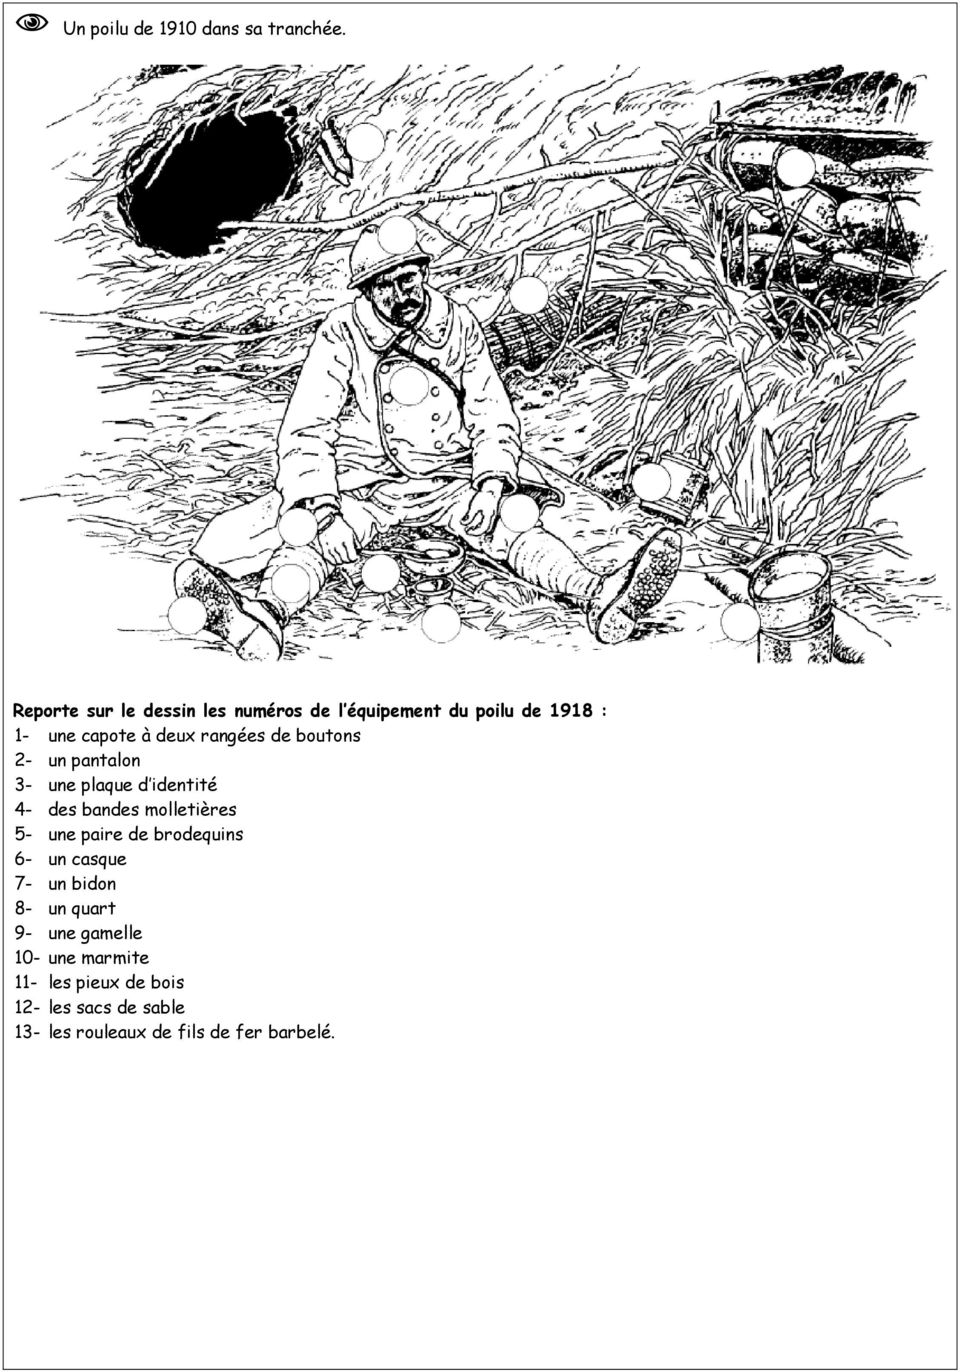 Un poilu de 1910 dans sa tranchée.
Reporte sur le dessin les numéros de l'équipement du poilu de 1918 :
1- une capote à deux rangées de boutons
2- un pantalon
3- une plaque d'identité
4- des bandes molletières
5- une paire de brodequins
6- un casque
7- un bidon
8- un quart
9- une gamelle
10- une marmite
11- les pieux de bois
12- les sacs de sable
13- les rouleaux de fils de fer barbelé.